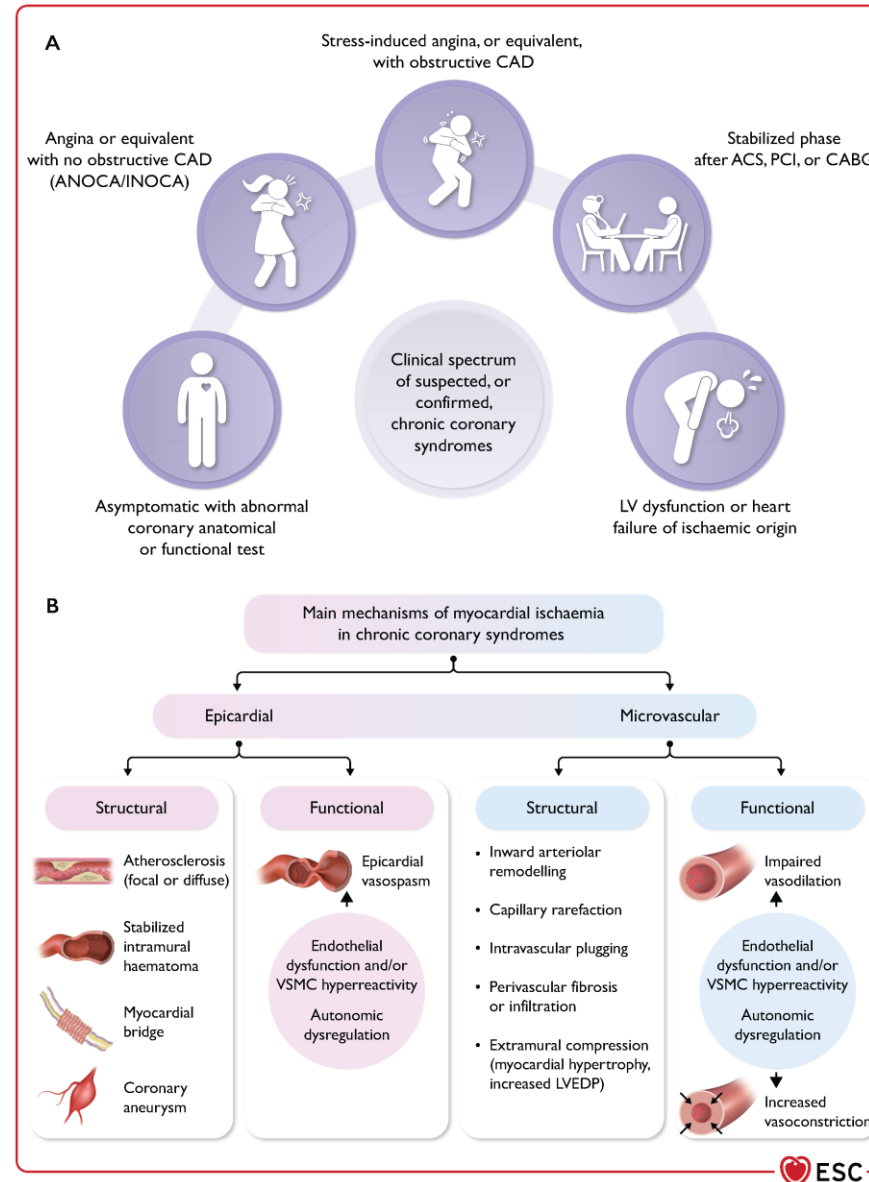 A
Stress-induced angina, or equivalent,
with obstructive CAD
Angina or equivalent
with no obstructive CAD
(ANOCA/INOCA)
Stabilized phase
after ACS, PCI, or CABG
Clinical spectrum
of suspected, or
confirmed,
chronic coronary
syndromes
Asymptomatic with abnormal
coronary anatomical
or functional test
LV dysfunction or heart
failure of ischaemic origin
B
Main mechanisms of myocardial ischaemia
in chronic coronary syndromes
Epicardial
Microvascular
Structural
Atherosclerosis
(focal or diffuse)
Stabilized
intramural
haematoma
Myocardial
bridge
Coronary
aneurysm
Functional
Epicardial
vasospasm
Endothelial
dysfunction and/or
VSMC hyperreactivity
Autonomic
dysregulation
Structural
• Inward arteriolar
remodelling
• Capillary rarefaction
• Intravascular plugging
• Perivascular fibrosis
or infiltration
• Extramural compression
(myocardial hypertrophy,
increased LVEDP)
Functional
Impaired
vasodilation
Endothelial
dysfunction and/or
VSMC hyperreactivity
Autonomic
dysregulation
Increased
vasoconstriction
ESC